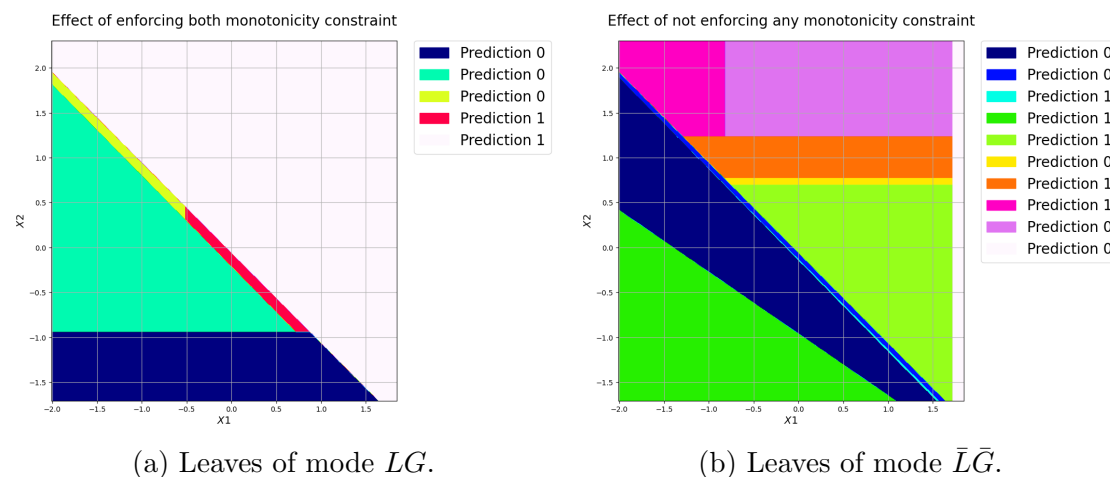 Effect of enforcing both monotonicity constraint
2.0
1.5
1.0
0.5
0.0
−0.5
−1.0
−1.5
X2
−2.0 −1.5 −1.0 −0.5 0.0 0.5 1.0 1.5
X1
Prediction 0
Prediction 0
Prediction 0
Prediction 1
Prediction 1
(a) Leaves of mode LG.
Effect of not enforcing any monotonicity constraint
2.0
1.5
1.0
0.5
0.0
−0.5
−1.0
−1.5
X2
−2.0 −1.5 −1.0 −0.5 0.0 0.5 1.0 1.5
X1
Prediction 0
Prediction 0
Prediction 1
Prediction 1
Prediction 1
Prediction 0
Prediction 1
Prediction 1
Prediction 0
Prediction 0
(b) Leaves of mode L̄Ḡ.